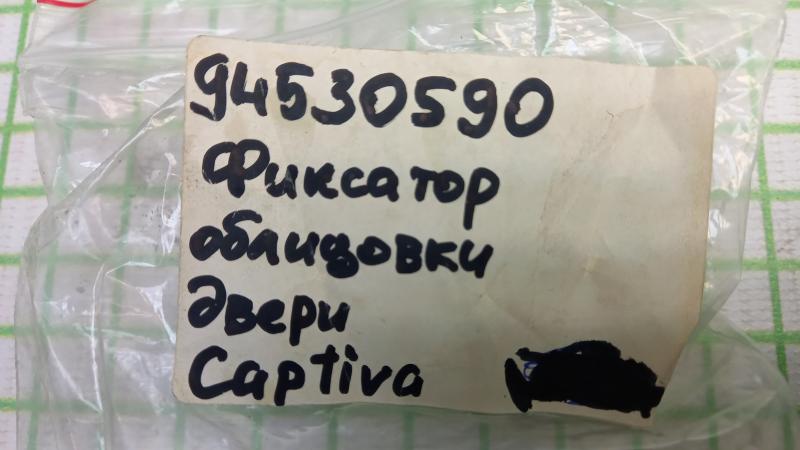 94530590
Фиксатор
облицовки
двери
Captiva